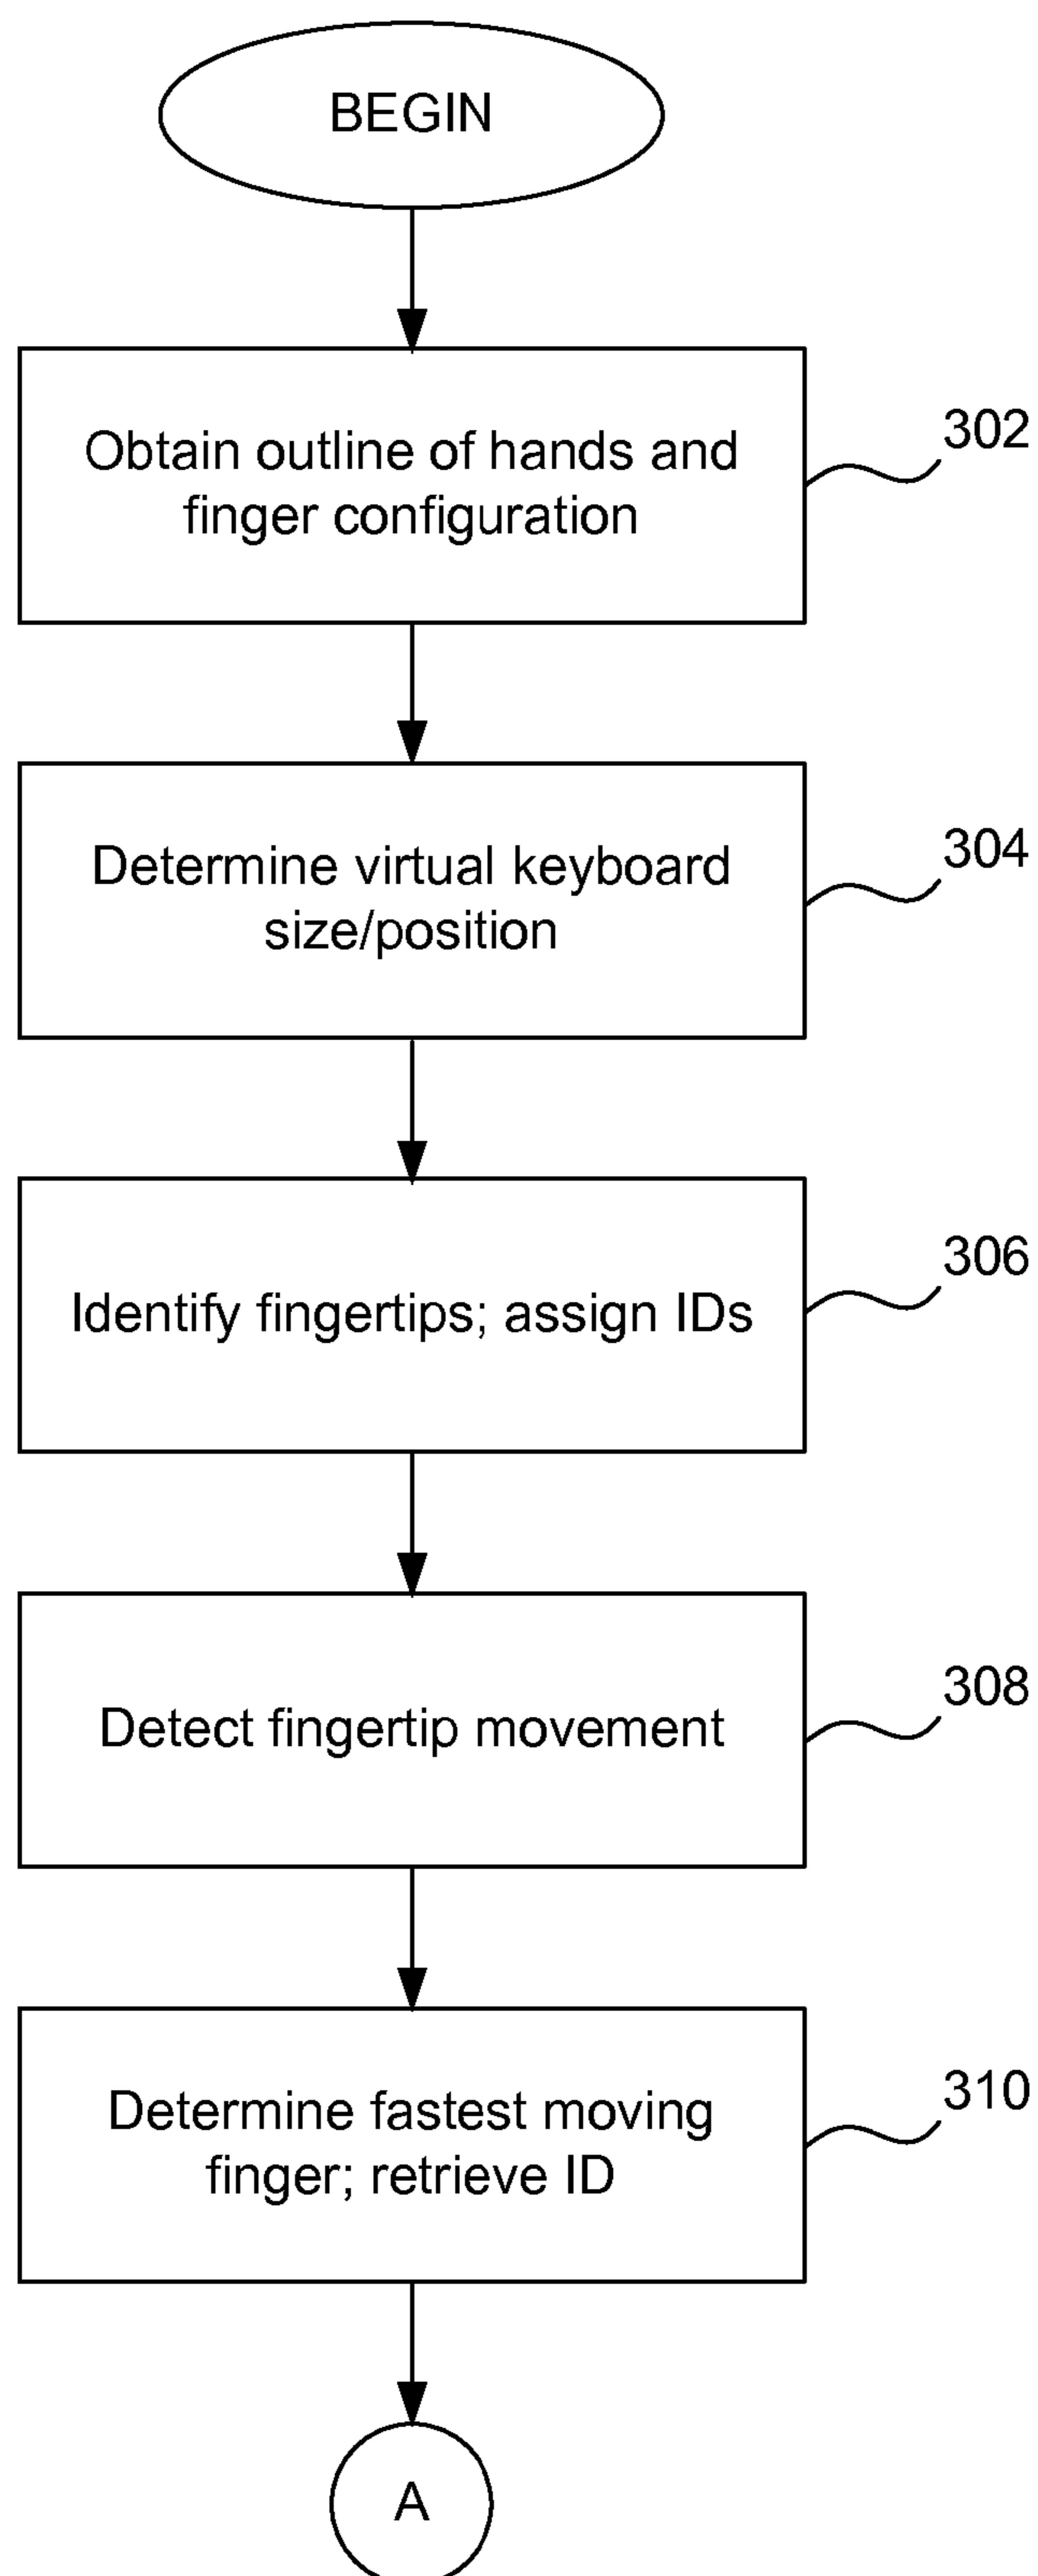 BEGIN
Obtain outline of hands and
finger configuration
302
Determine virtual keyboard
size/position
304
Identify fingertips; assign IDs
306
Detect fingertip movement
308
Determine fastest moving
finger; retrieve ID
310
A